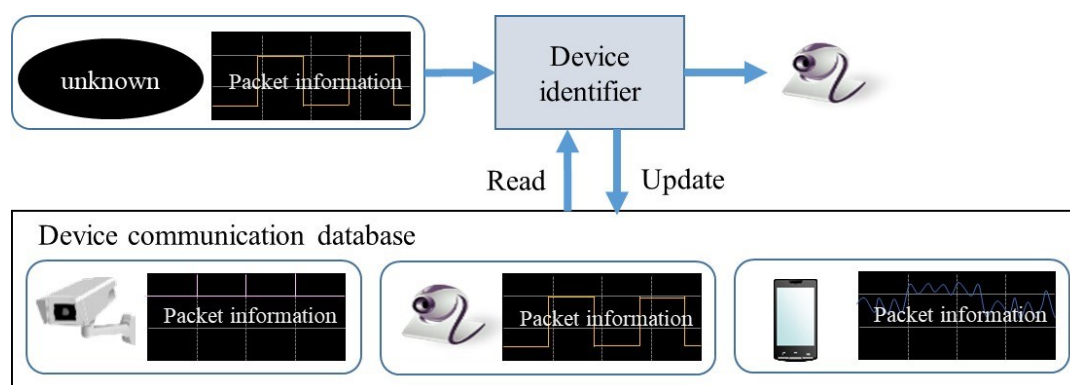 unknown
Packet information
Device
identifier
Read
Update
Device communication database
Packet information
Packet information
Packet information